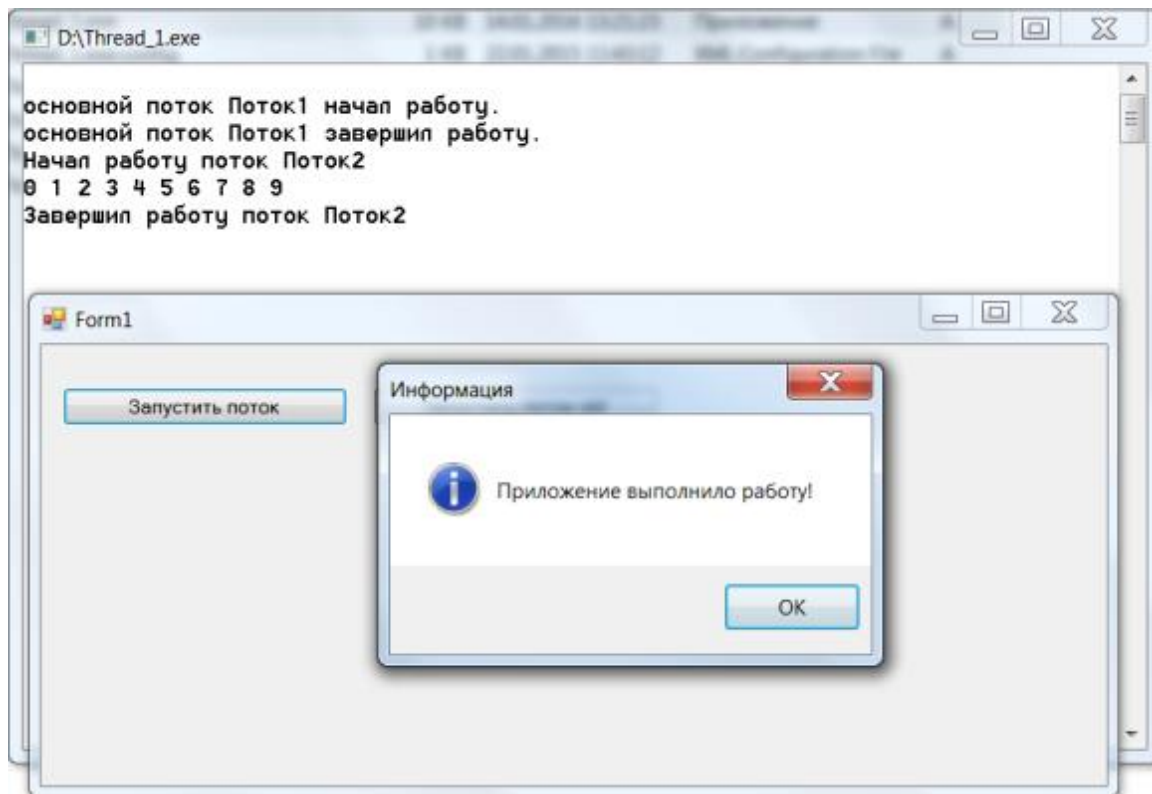 D:\Thread_1.exe
основной поток Поток1 начал работу.
основной поток Поток1 завершил работу.
Начал работу поток Поток2
0 1 2 3 4 5 6 7 8 9
Завершил работу поток Поток2
Form1
Запустить поток
Информация
Приложение выполнило работу!
OK